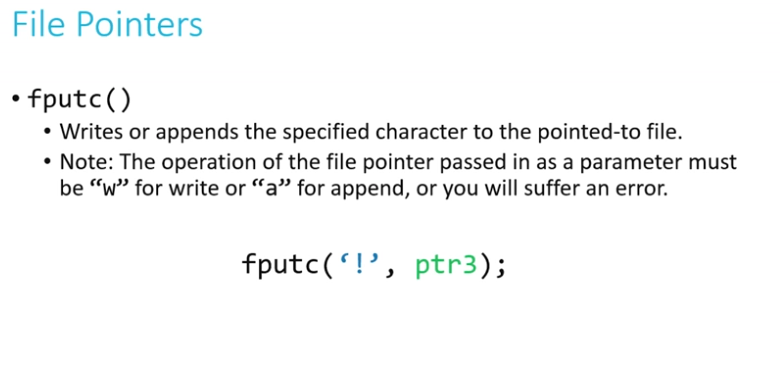 File Pointers
• fputc()
• Writes or appends the specified character to the pointed-to file.
• Note: The operation of the file pointer passed in as a parameter must
be “w” for write or “a” for append, or you will suffer an error.
fputc(‘!’, ptr3);